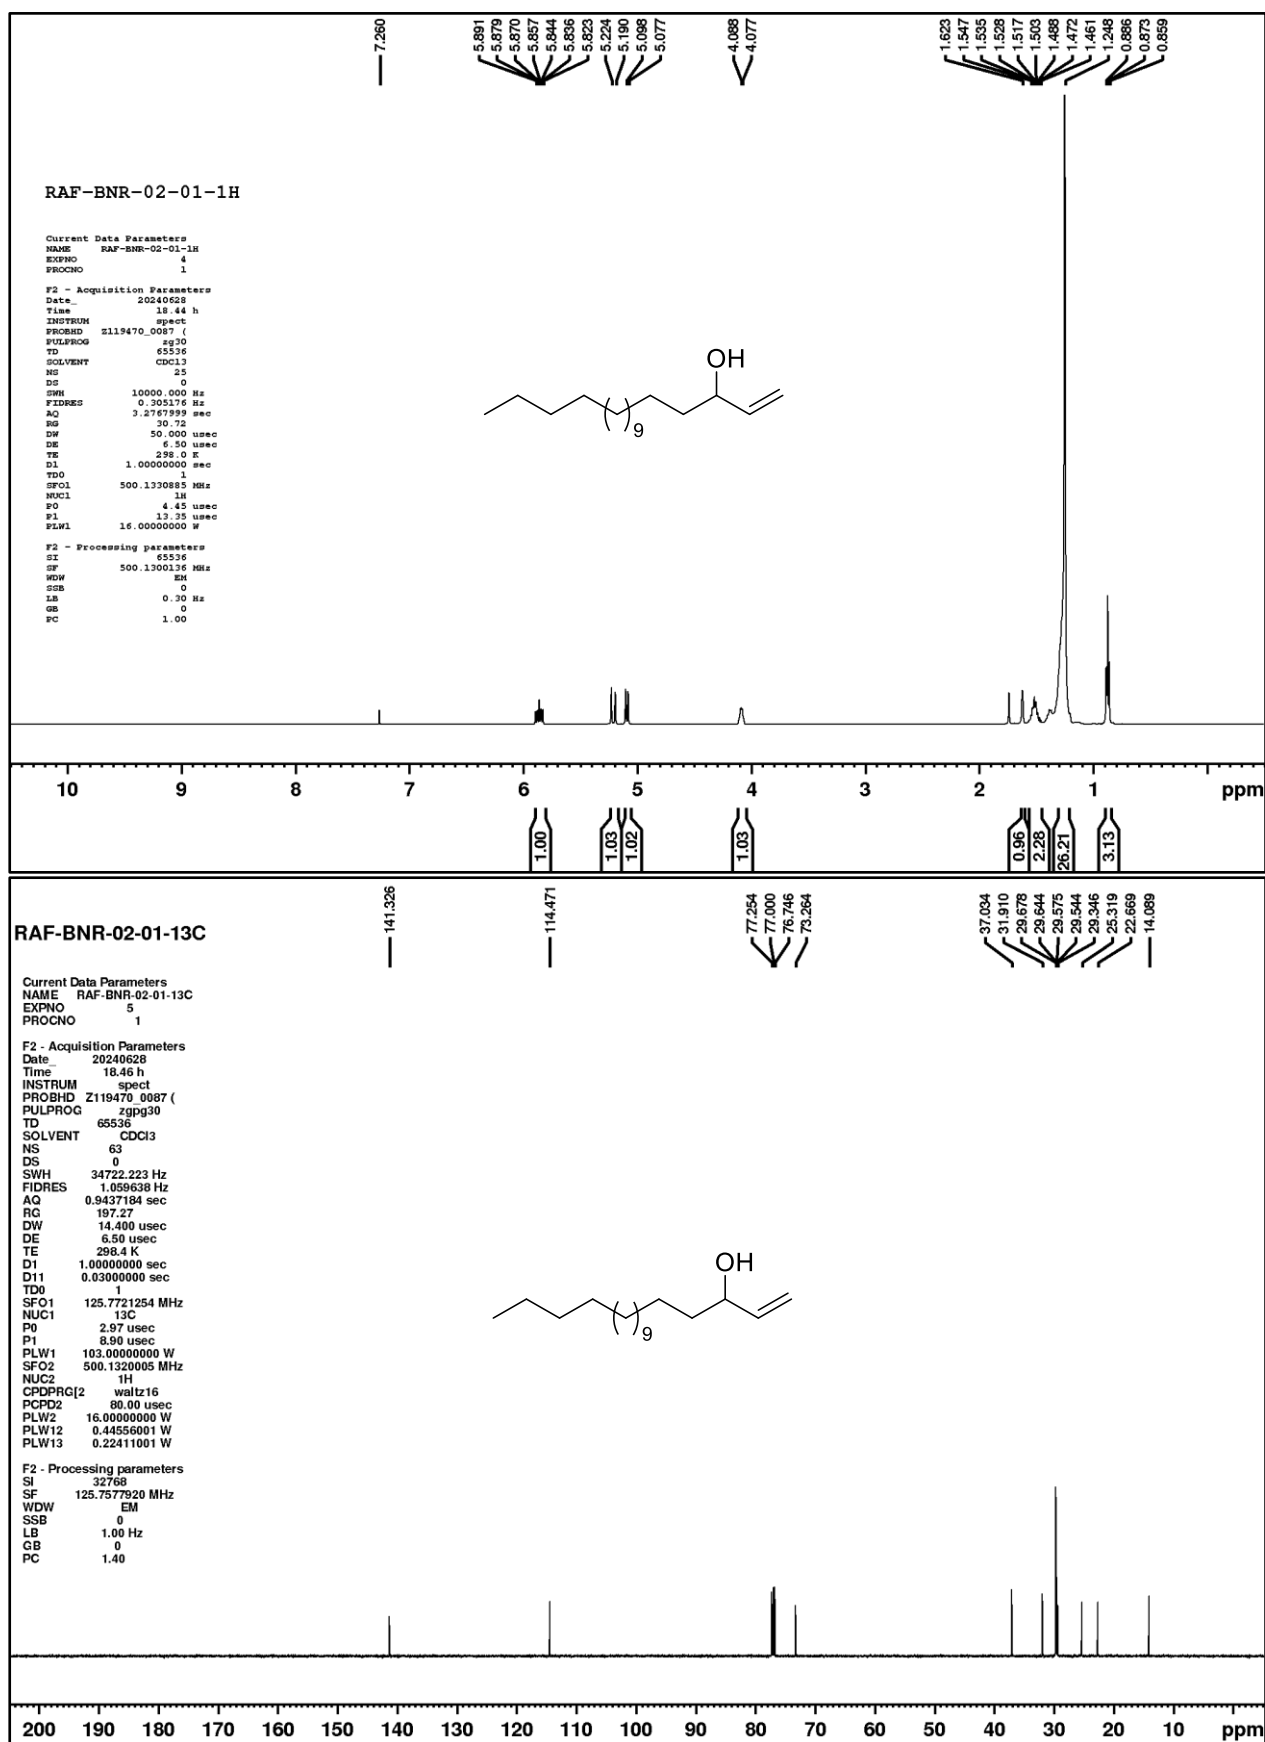 7.260
5.891
5.879
5.870
5.857
5.844
5.836
5.823
5.224
5.190
5.098
5.077
4.088
4.077
1.623
1.547
1.535
1.528
1.517
1.503
1.488
1.472
1.461
1.248
0.886
0.873
0.859
RAF-BNR-02-01-1H
Current Data Parameters
NAME RAF-BNR-02-01-1H
EXPNO 4
PROCNO 1
F2 - Acquisition Parameters
Date_ 20240628
Time 18.44 h
INSTRUM spect
PROBHD Z119470_0087 (
PULPROG zg30
TD 65536
SOLVENT CDCl3
NS 25
DS 0
SWH 10000.000 Hz
FIDRES 0.305176 Hz
AQ 3.2767999 sec
RG 30.72
DW 50.000 usec
DE 6.50 usec
TE 298.0 K
D1 1.00000000 sec
TD0 1
SFO1 500.1330885 MHz
NUC1 1H
P0 4.45 usec
P1 13.35 usec
PLW1 16.00000000 W
F2 - Processing parameters
SI 65536
SF 500.1300136 MHz
WDW EM
SSB 0
LB 0.30 Hz
GB 0
PC 1.00
OH
9
10 9 8 7 6 5 4 3 2 1 ppm
1.00
1.03
1.02
1.03
0.96
2.28
26.21
3.13
141.326
114.471
77.254
77.000
76.746
73.264
37.034
31.910
29.678
29.644
29.575
29.544
29.346
25.319
22.669
14.089
RAF-BNR-02-01-13C
Current Data Parameters
NAME RAF-BNR-02-01-13C
EXPNO 5
PROCNO 1
F2 - Acquisition Parameters
Date_ 20240628
Time 18.46 h
INSTRUM spect
PROBHD Z119470_0087 (
PULPROG zgpg30
TD 65536
SOLVENT CDCl3
NS 63
DS 0
SWH 34722.223 Hz
FIDRES 1.059638 Hz
AQ 0.9437184 sec
RG 197.27
DW 14.400 usec
DE 6.50 usec
TE 298.4 K
D1 1.00000000 sec
D11 0.03000000 sec
TD0 1
SFO1 125.7721254 MHz
NUC1 13C
P0 2.97 usec
P1 8.90 usec
PLW1 103.00000000 W
SFO2 500.1320005 MHz
NUC2 1H
CPDPRG[2 waltz16
PCPD2 80.00 usec
PLW2 16.00000000 W
PLW12 0.44556001 W
PLW13 0.22411001 W
F2 - Processing parameters
SI 32768
SF 125.7577920 MHz
WDW EM
SSB 0
LB 1.00 Hz
GB 0
PC 1.40
OH
9
200 190 180 170 160 150 140 130 120 110 100 90 80 70 60 50 40 30 20 10 ppm